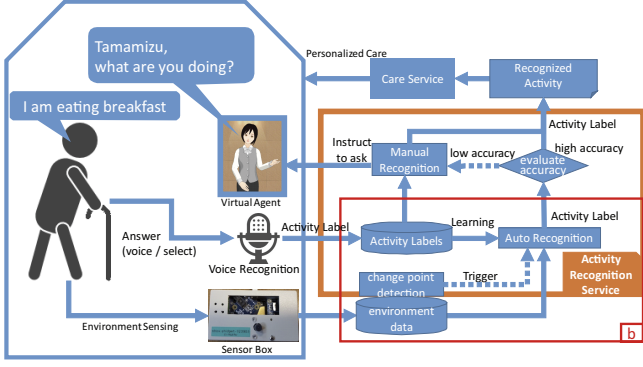 Tamamizu,
what are you doing?
I am eating breakfast
Personalized Care
Care Service
Recognized
Activity
Activity Label
Instruct
to ask
Manual
Recognition
low accuracy
high accuracy
evaluate
accuracy
Virtual Agent
Activity Label
Learning
Activity Label
Answer
(voice / select)
Voice Recognition
Activity Labels
Auto Recognition
Activity
Recognition
Service
change point
detection
Trigger
Environment Sensing
environment
data
Sensor Box
b